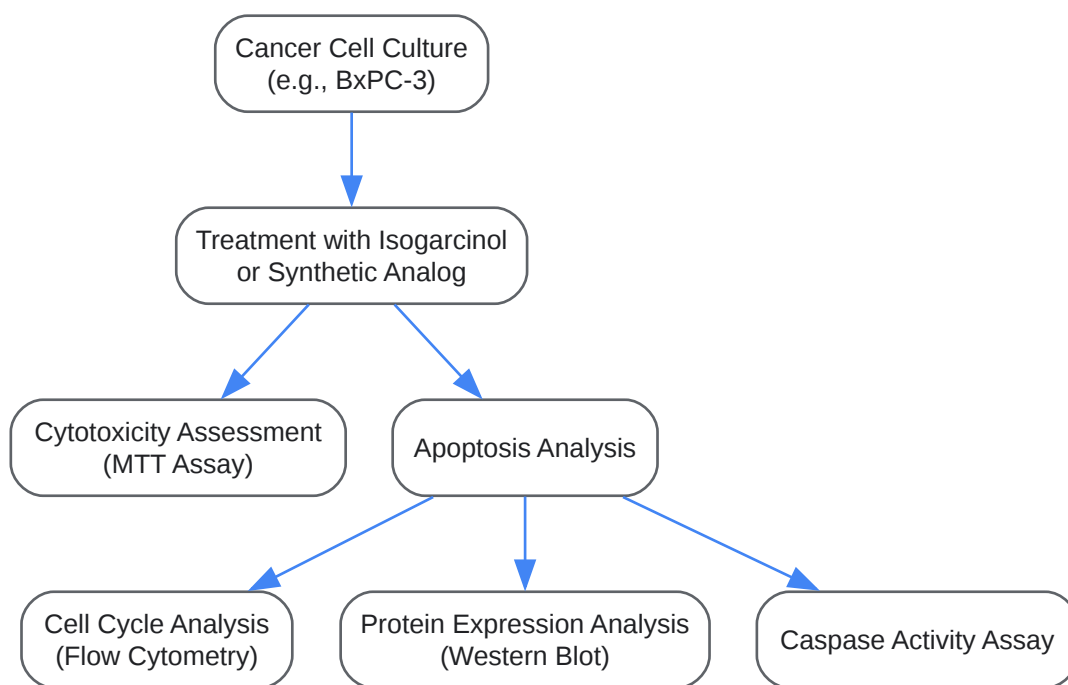 Cancer Cell Culture
(e.g., BxPC-3)
Treatment with Isogarcinol
or Synthetic Analog
Cytotoxicity Assessment
(MTT Assay)
Apoptosis Analysis
Cell Cycle Analysis
(Flow Cytometry)
Protein Expression Analysis
(Western Blot)
Caspase Activity Assay